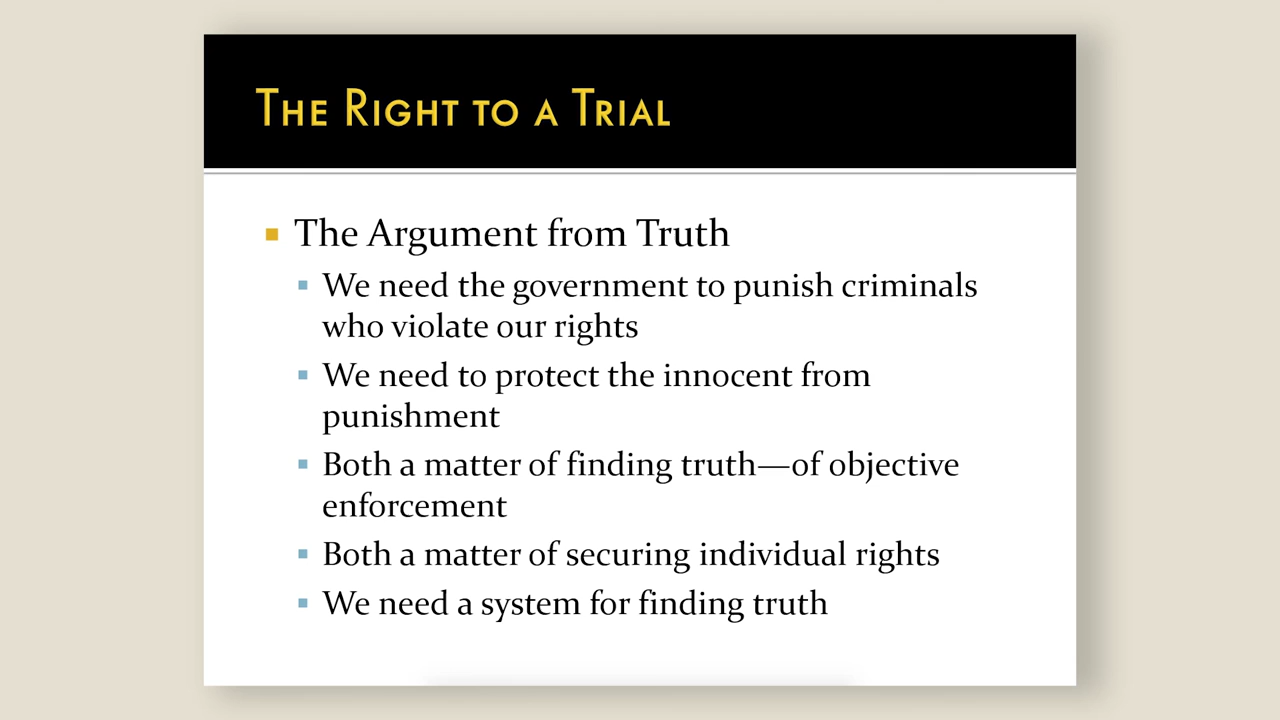 The Right to a Trial
The Argument from Truth
We need the government to punish criminals
who violate our rights
We need to protect the innocent from
punishment
Both a matter of finding truth—of objective
enforcement
Both a matter of securing individual rights
We need a system for finding truth